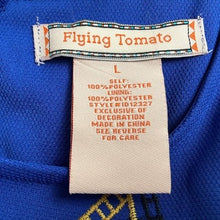 Flying Tomato
L
SELF:
100%POLYESTER
LINING:
100%POLYESTER
STYLE#ID12327
EXCLUSIVE OF
DECORATION
MADE IN CHINA
SEE REVERSE
FOR CARE